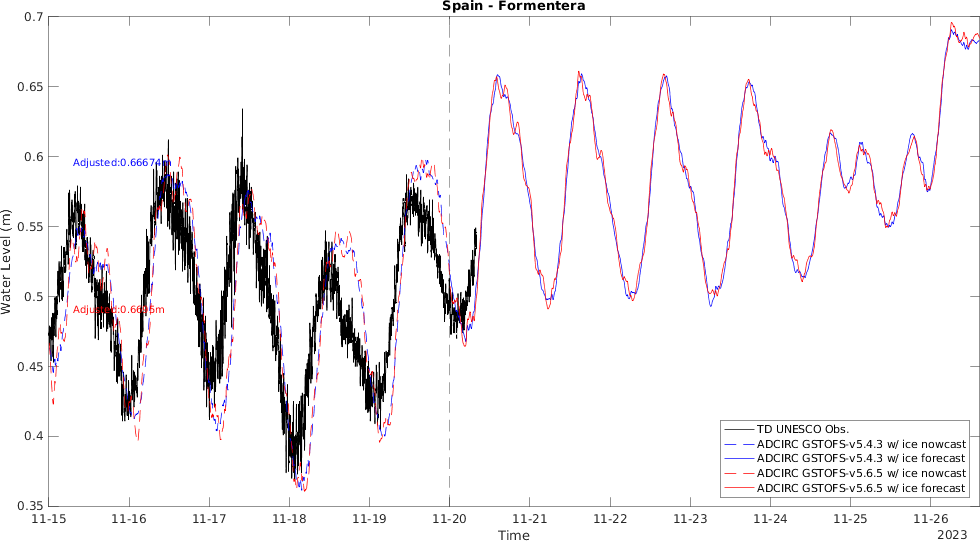 Spain - Formentera
0.7
0.65
0.6
0.55
0.5
0.45
0.4
0.35
Water Level (m)
Adjusted:0.66674m
Adjusted:0.6646m
TD UNESCO Obs.
ADCIRC GSTOFS-v5.4.3 w/ ice nowcast
ADCIRC GSTOFS-v5.4.3 w/ ice forecast
ADCIRC GSTOFS-v5.6.5 w/ ice nowcast
ADCIRC GSTOFS-v5.6.5 w/ ice forecast
11-15 11-16 11-17 11-18 11-19 11-20 11-21 11-22 11-23 11-24 11-25 11-26
Time
2023